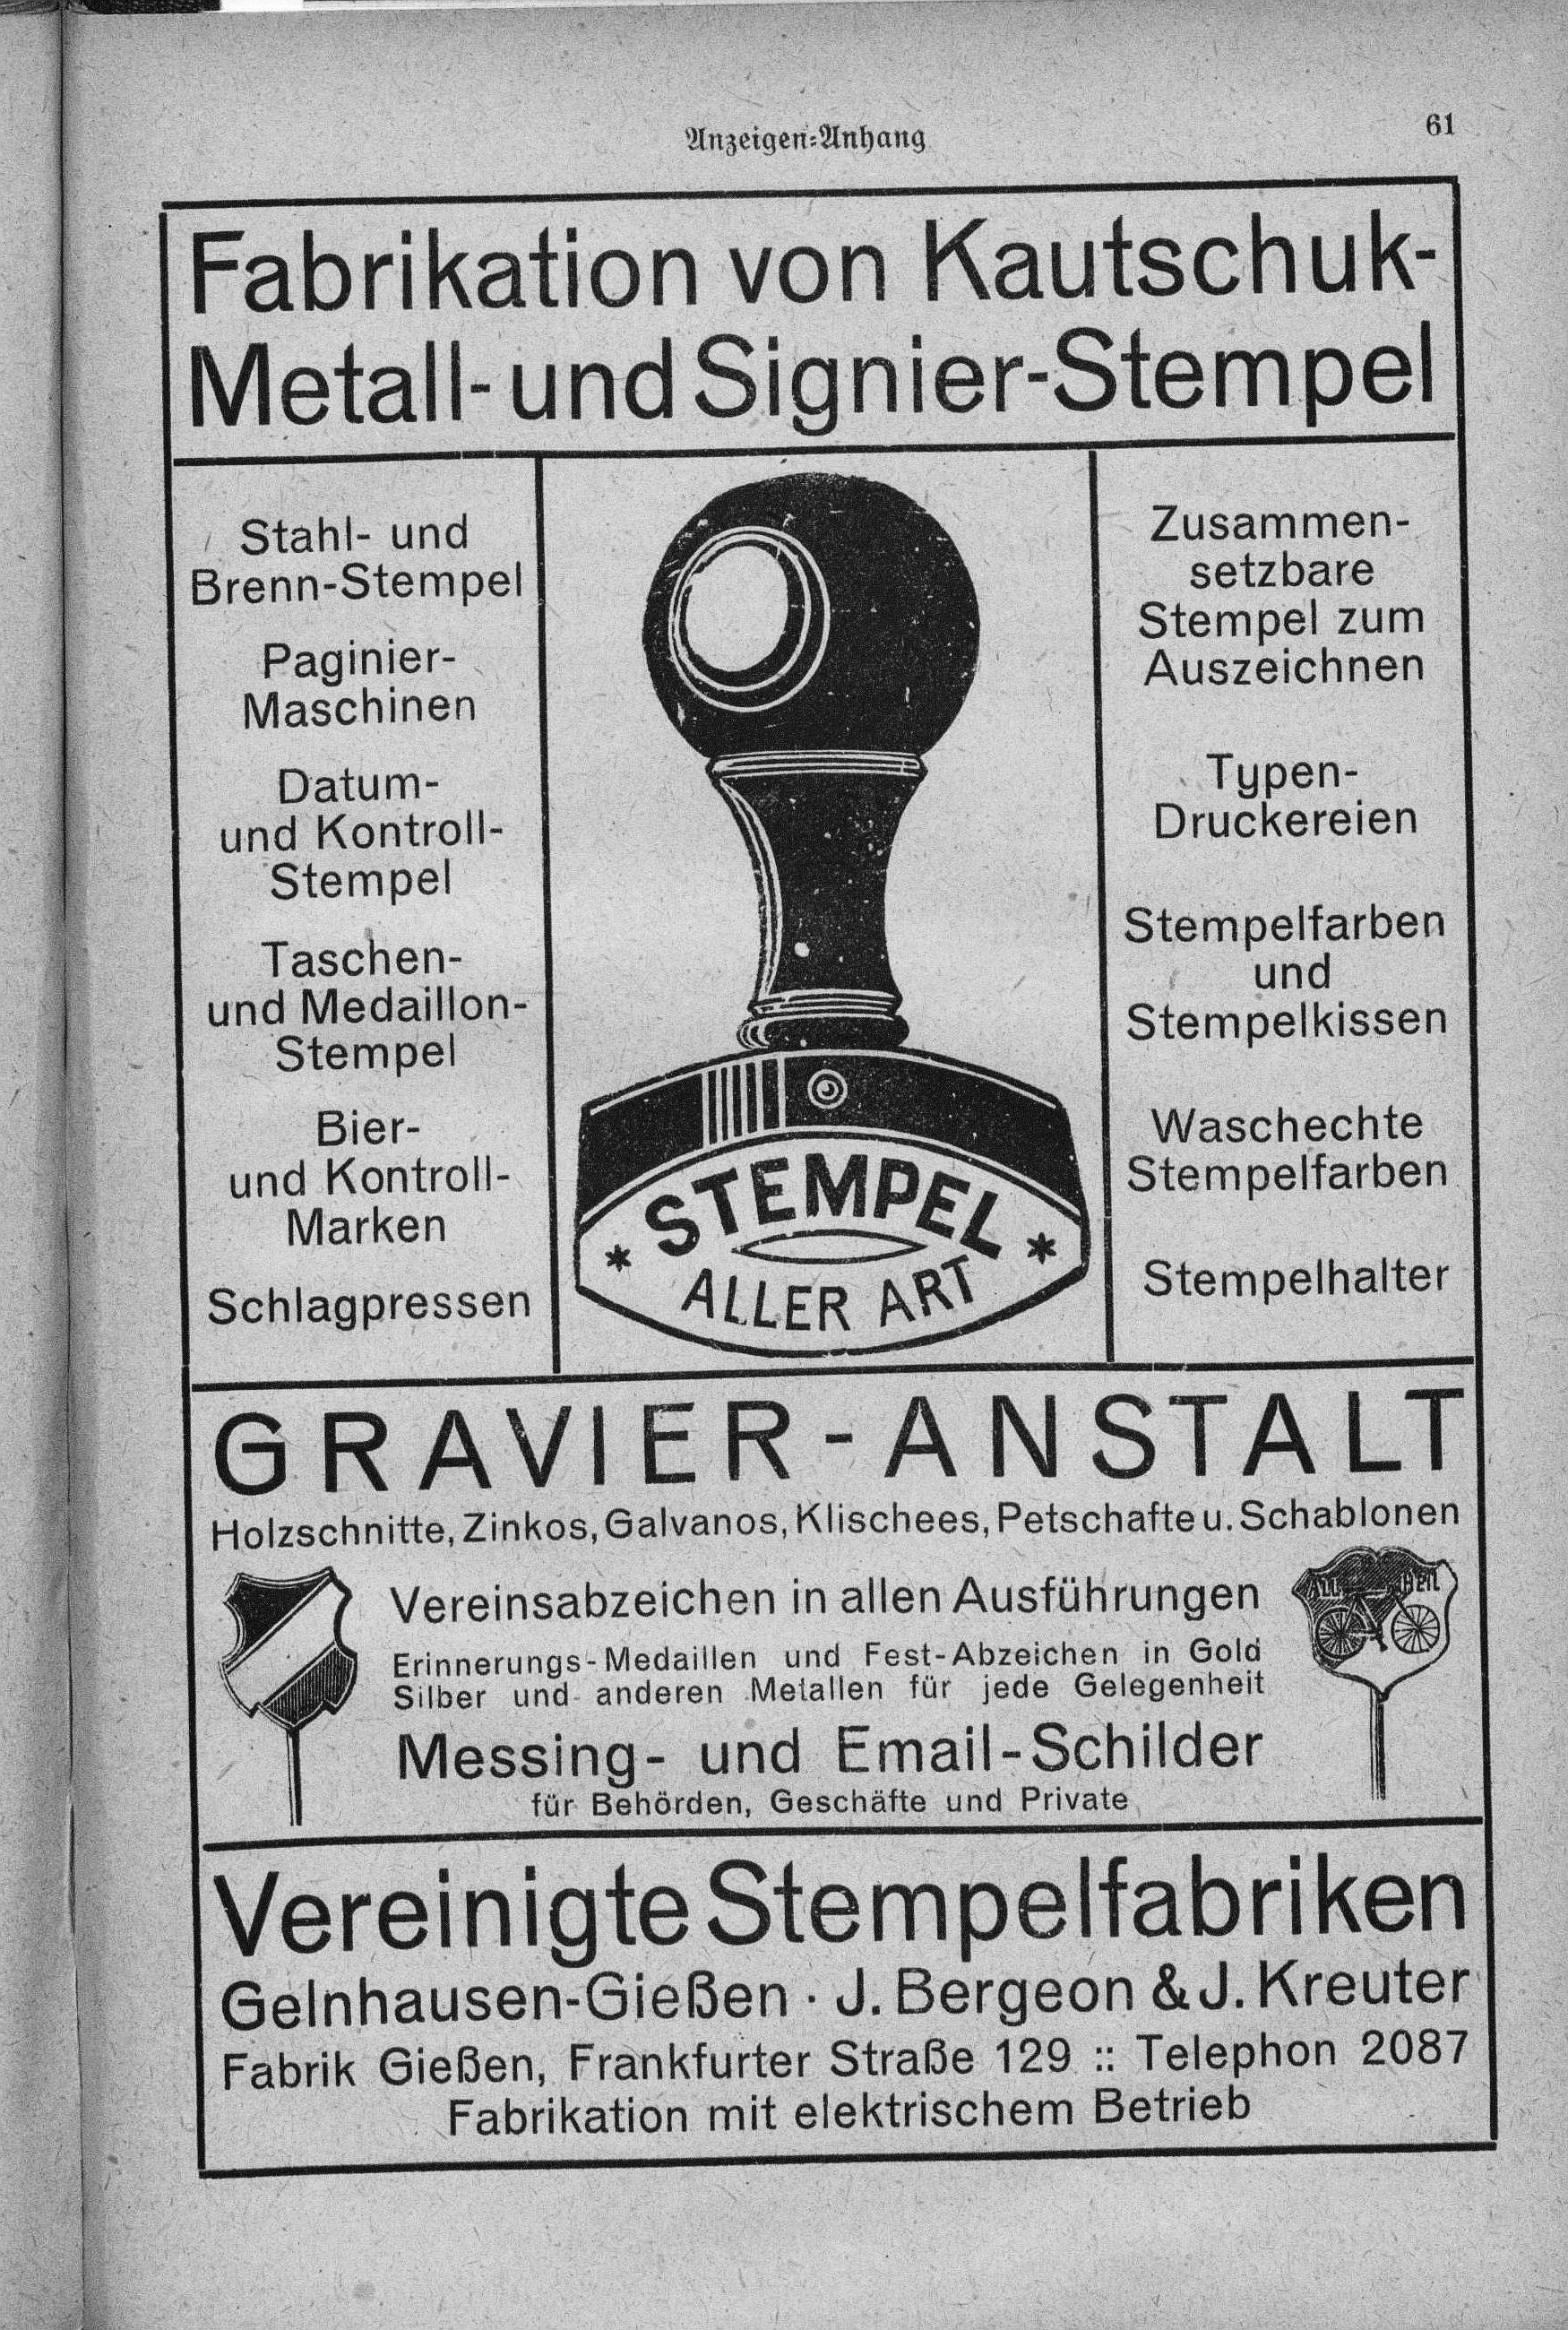 Anzeigen=Anhang
61
Fabrikation von Kautschuk-
Metall- und Signier-Stempel
Stahl- und
Brenn-Stempel
Paginier-
Maschinen
Datum-
und Kontroll-
Stempel
Taschen-
und Medaillon-
Stempel
Bier-
und Kontroll-
Marken
Schlagpressen
STEMPEL
* *
ALLER ART
Zusammen-
setzbare
Stempel zum
Auszeichnen
Typen-
Druckereien
Stempelfarben
und
Stempelkissen
Waschechte
Stempelfarben
Stempelhalter
GRAVIER-ANSTALT
Holzschnitte, Zinkos, Galvanos, Klischees, Petschafte u. Schablonen
Vereinsabzeichen in allen Ausführungen
Erinnerungs-Medaillen und Fest-Abzeichen in Gold
Silber und anderen Metallen für jede Gelegenheit
Messing- und Email-Schilder
für Behörden, Geschäfte und Private
ALL HEIL
Vereinigte Stempelfabriken
Gelnhausen-Gießen · J. Bergeon & J. Kreuter
Fabrik Gießen, Frankfurter Straße 129 :: Telephon 2087
Fabrikation mit elektrischem Betrieb